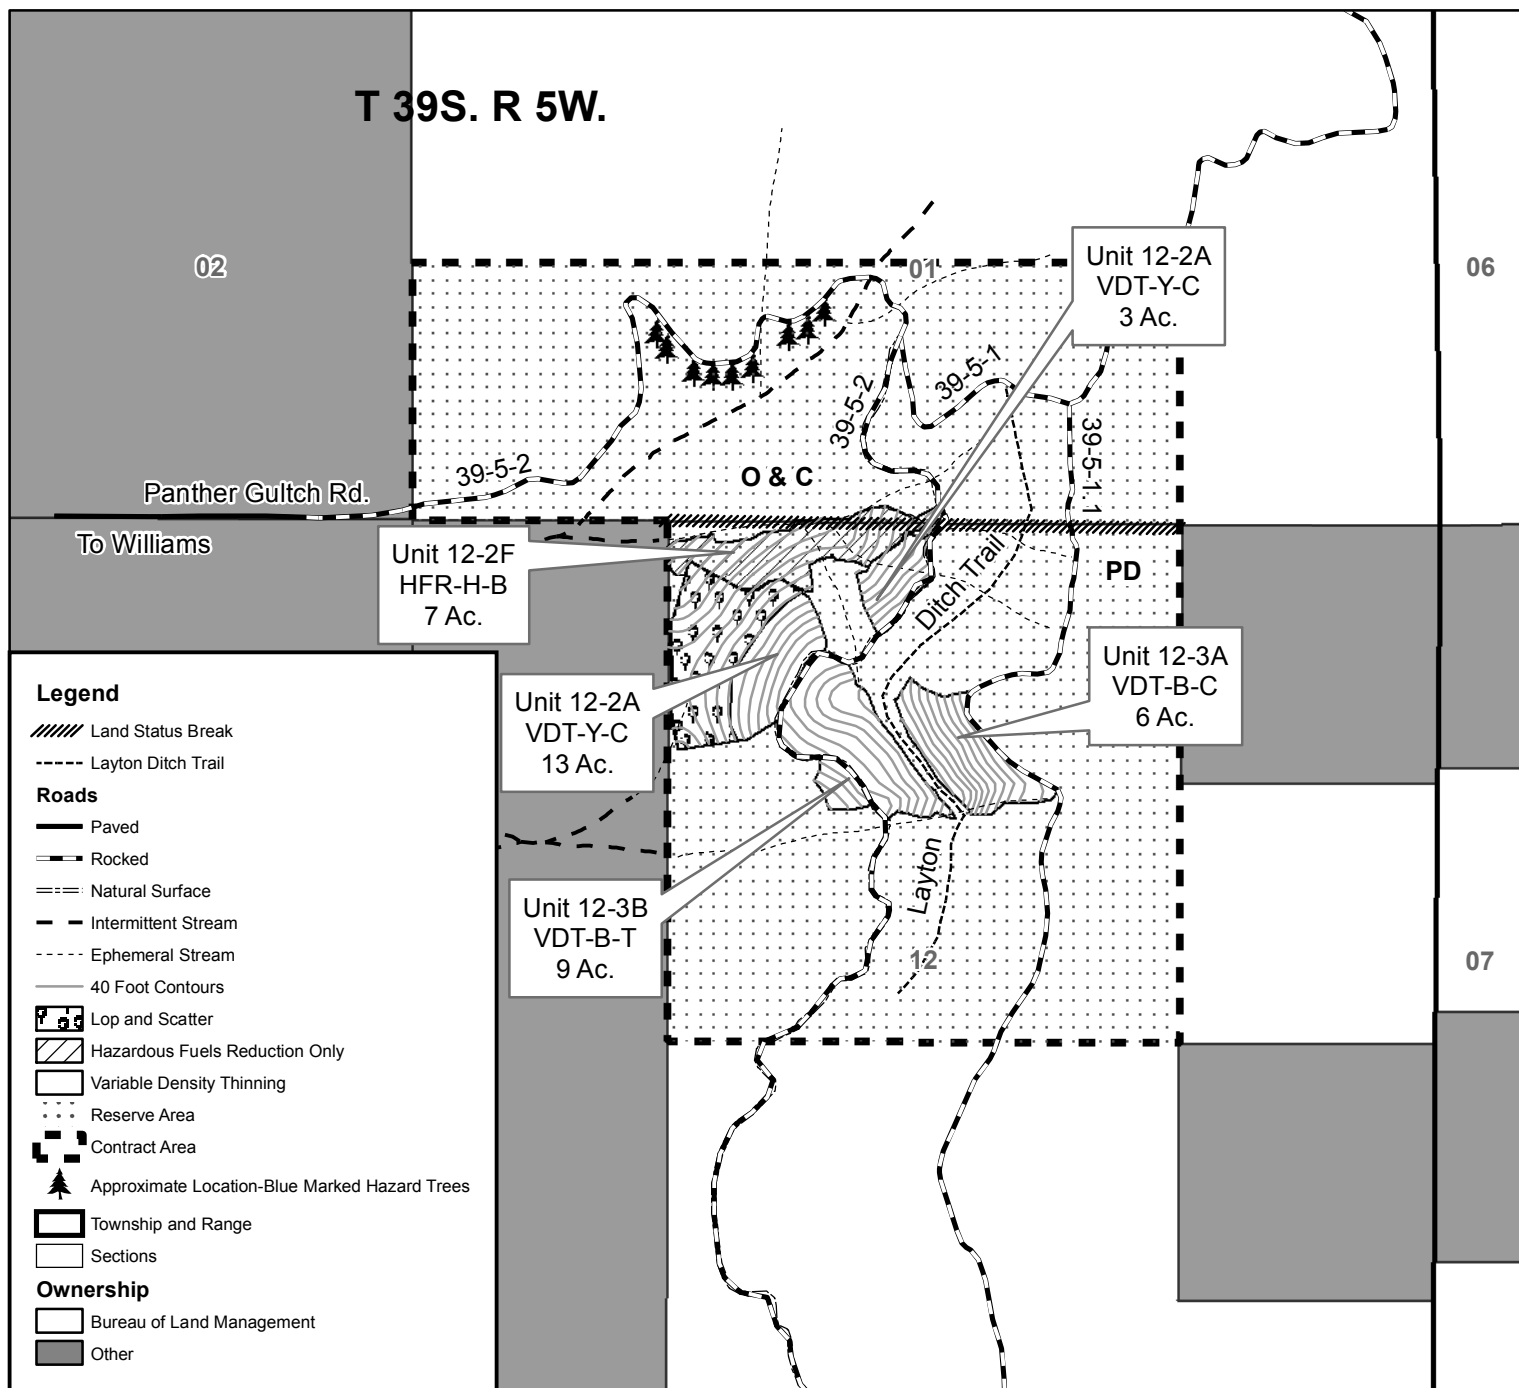 T 39S. R 5W.
02
01
06
Unit 12-2A
VDT-Y-C
3 Ac.
39-5-1
39-5-2
39-5-1.1
39-5-2
O & C
Panther Gultch Rd.
To Williams
Unit 12-2F
HFR-H-B
7 Ac.
PD
Ditch Trail
Unit 12-3A
VDT-B-C
6 Ac.
Unit 12-2A
VDT-Y-C
13 Ac.
Unit 12-3B
VDT-B-T
9 Ac.
Layton
12
07
Legend
Land Status Break
Layton Ditch Trail
Roads
Paved
Rocked
Natural Surface
Intermittent Stream
Ephemeral Stream
40 Foot Contours
Lop and Scatter
Hazardous Fuels Reduction Only
Variable Density Thinning
Reserve Area
Contract Area
Approximate Location-Blue Marked Hazard Trees
Township and Range
Sections
Ownership
Bureau of Land Management
Other